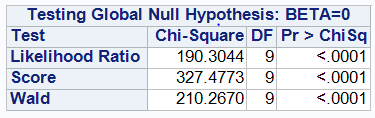 Testing Global Null Hypothesis: BETA=0
Test Chi-Square DF Pr > ChiSq
Likelihood Ratio 190.3044 9 <.0001
Score 327.4773 9 <.0001
Wald 210.2670 9 <.0001